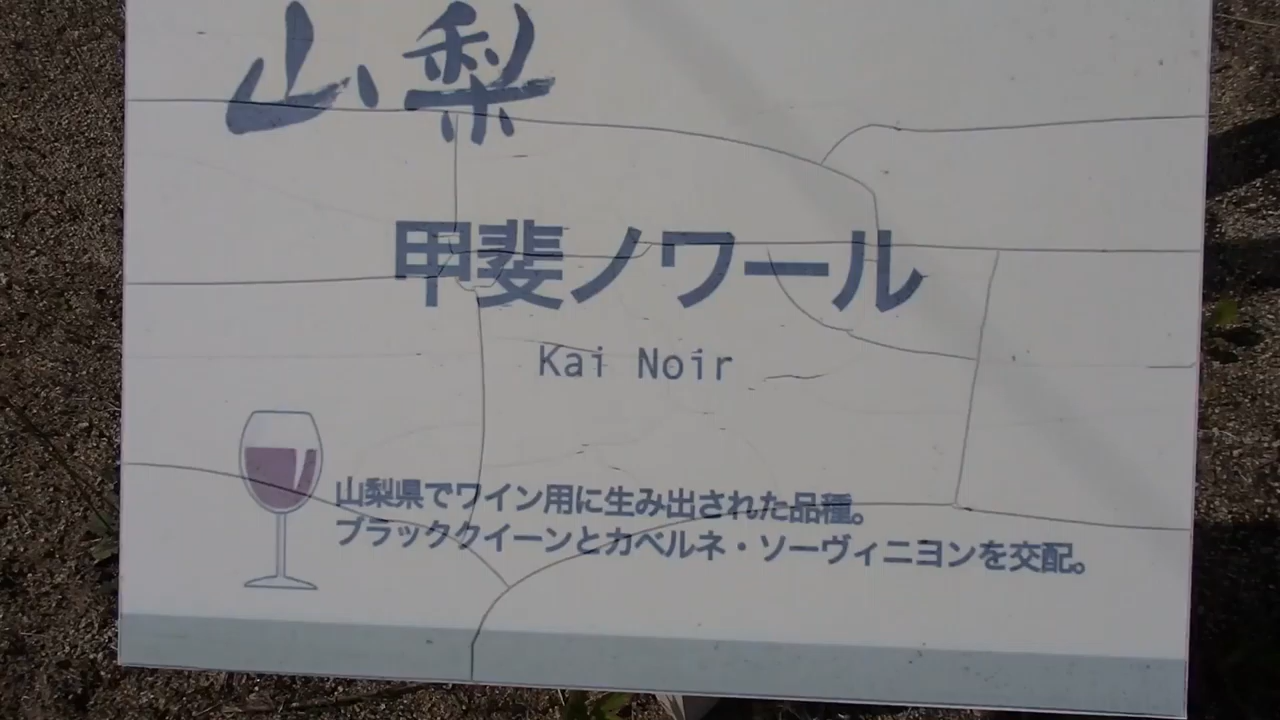 山梨
甲斐ノワール
Kai Noir
山梨県でワイン用に生み出された品種。
ブラッククイーンとカベルネ・ソーヴィニヨンを交配。